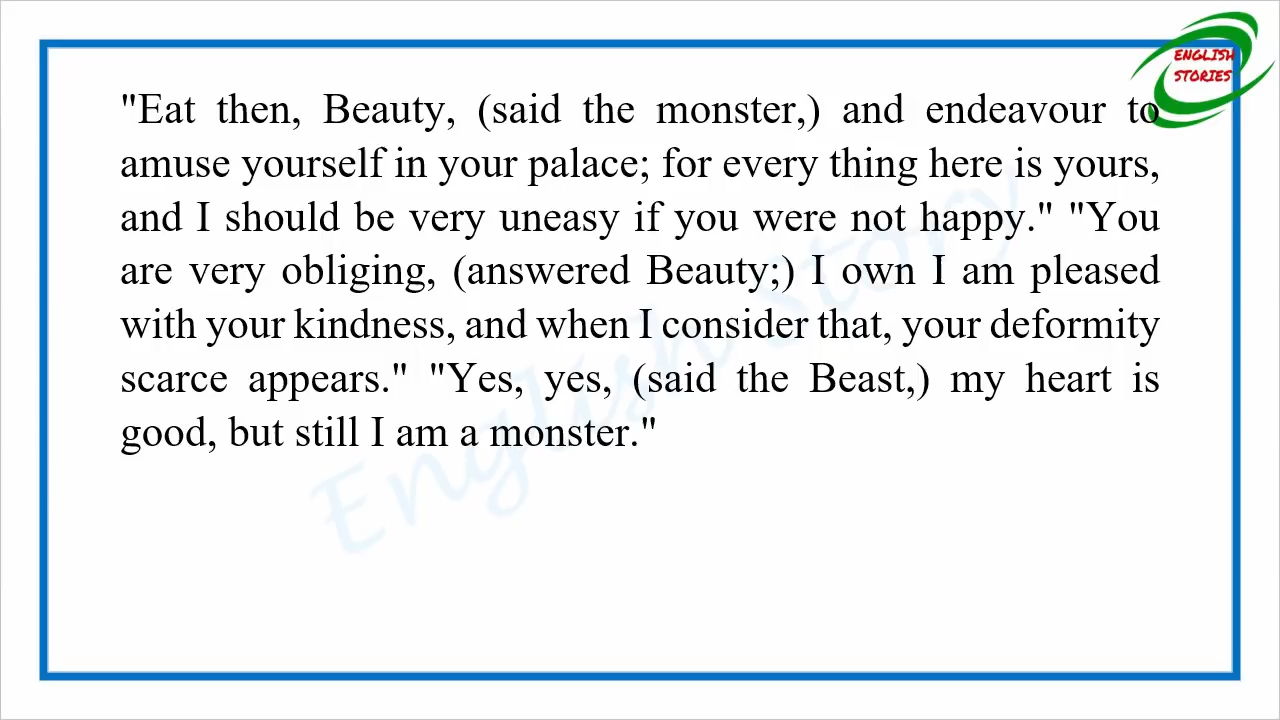 ENGLISH
STORIES
"Eat then, Beauty, (said the monster,) and endeavour to
amuse yourself in your palace; for every thing here is yours,
and I should be very uneasy if you were not happy." "You
are very obliging, (answered Beauty;) I own I am pleased
with your kindness, and when I consider that, your deformity
scarce appears." "Yes, yes, (said the Beast,) my heart is
good, but still I am a monster."
English Story